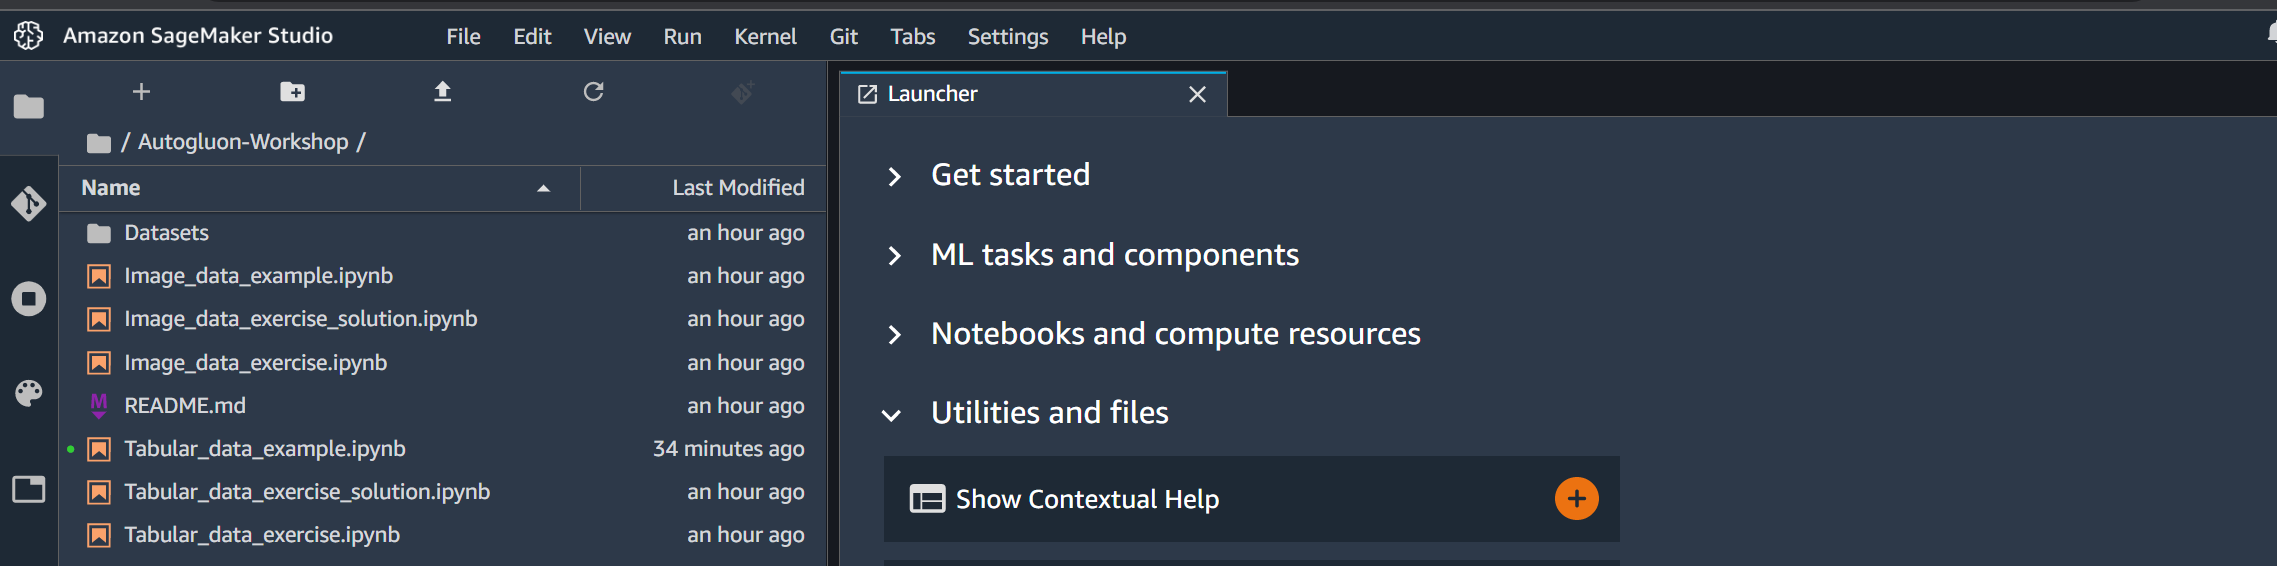 Amazon SageMaker Studio File Edit View Run Kernel Git Tabs Settings Help
Launcher
/ Autogluon-Workshop /
Name Last Modified
Datasets an hour ago
Image_data_example.ipynb an hour ago
Image_data_exercise_solution.ipynb an hour ago
Image_data_exercise.ipynb an hour ago
README.md an hour ago
Tabular_data_example.ipynb 34 minutes ago
Tabular_data_exercise_solution.ipynb an hour ago
Tabular_data_exercise.ipynb an hour ago
Get started
ML tasks and components
Notebooks and compute resources
Utilities and files
Show Contextual Help